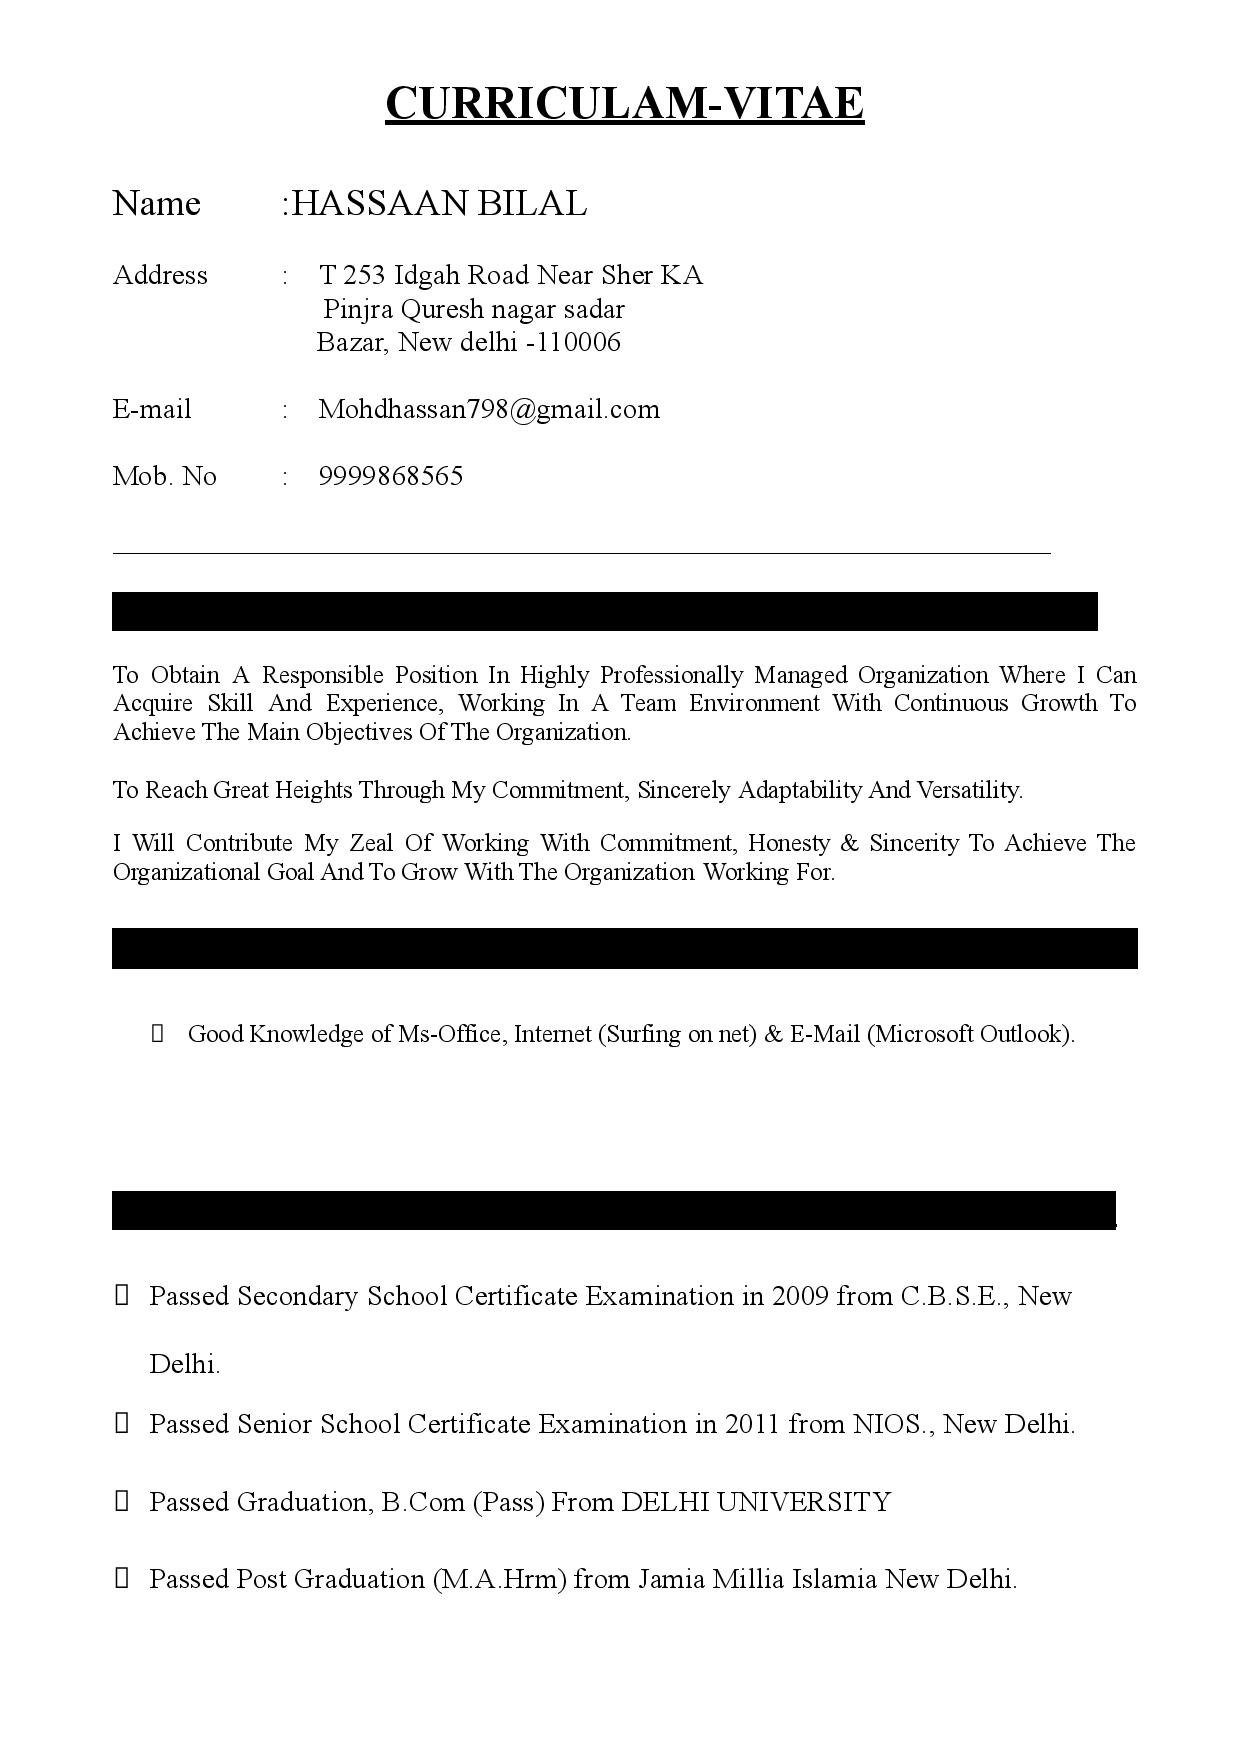 CURRICULAM-VITAE
Name :HASSAAN BILAL
Address : T 253 Idgah Road Near Sher KA
Pinjra Quresh nagar sadar
Bazar, New delhi -110006
E-mail : Mohdhassan798@gmail.com
Mob. No : 9999868565
To Obtain A Responsible Position In Highly Professionally Managed Organization Where I Can
Acquire Skill And Experience, Working In A Team Environment With Continuous Growth To
Achieve The Main Objectives Of The Organization.
To Reach Great Heights Through My Commitment, Sincerely Adaptability And Versatility.
I Will Contribute My Zeal Of Working With Commitment, Honesty & Sincerity To Achieve The
Organizational Goal And To Grow With The Organization Working For.
Good Knowledge of Ms-Office, Internet (Surfing on net) & E-Mail (Microsoft Outlook).
Passed Secondary School Certificate Examination in 2009 from C.B.S.E., New
Delhi.
Passed Senior School Certificate Examination in 2011 from NIOS., New Delhi.
Passed Graduation, B.Com (Pass) From DELHI UNIVERSITY
Passed Post Graduation (M.A.Hrm) from Jamia Millia Islamia New Delhi.